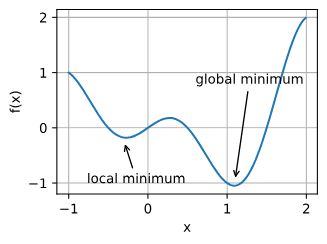 2
1
0
−1
f(x)
global minimum
local minimum
−1 0 1 2
x